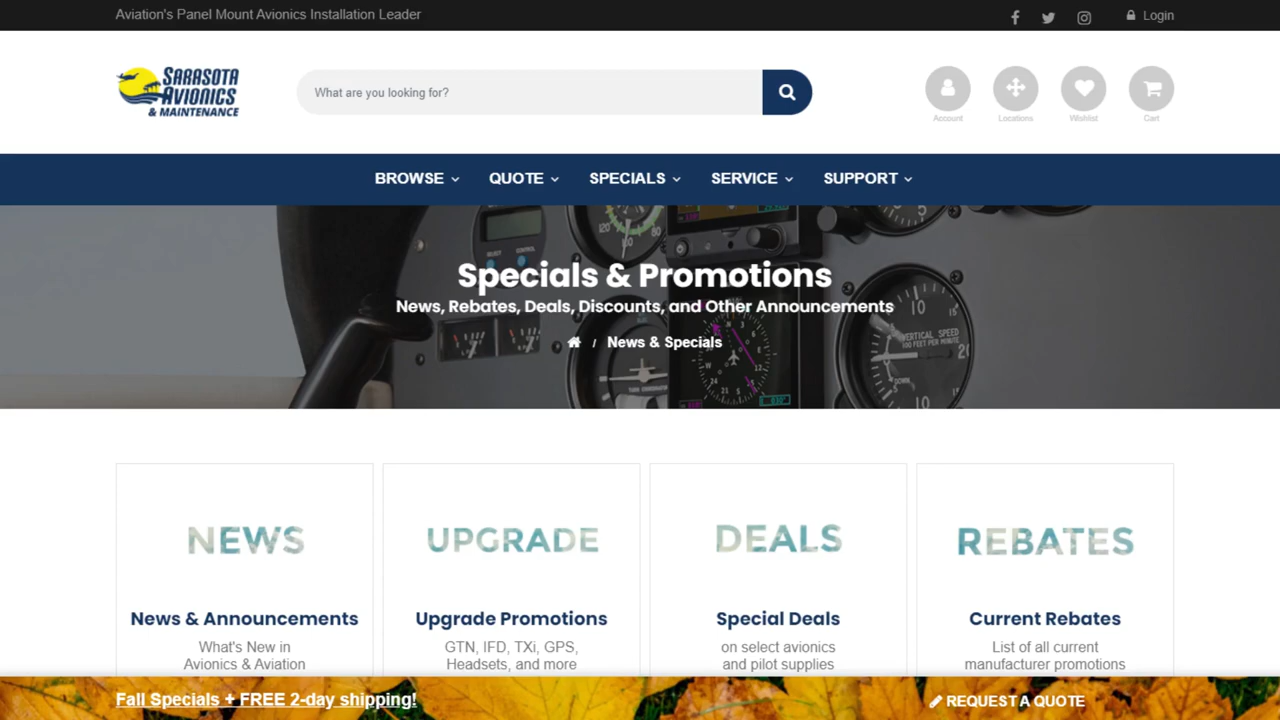 Aviation's Panel Mount Avionics Installation Leader
Login
SARASOTA
AVIONICS
& MAINTENANCE
What are you looking for?
Account
Locations
Wishlist
Cart
BROWSE
QUOTE
SPECIALS
SERVICE
SUPPORT
Specials & Promotions
News, Rebates, Deals, Discounts, and Other Announcements
/ News & Specials
NEWS
UPGRADE
DEALS
REBATES
News & Announcements
What's New in
Avionics & Aviation
Upgrade Promotions
GTN, IFD, TXi, GPS,
Headsets, and more
Special Deals
on select avionics
and pilot supplies
Current Rebates
List of all current
manufacturer promotions
Fall Specials + FREE 2-day shipping!
REQUEST A QUOTE